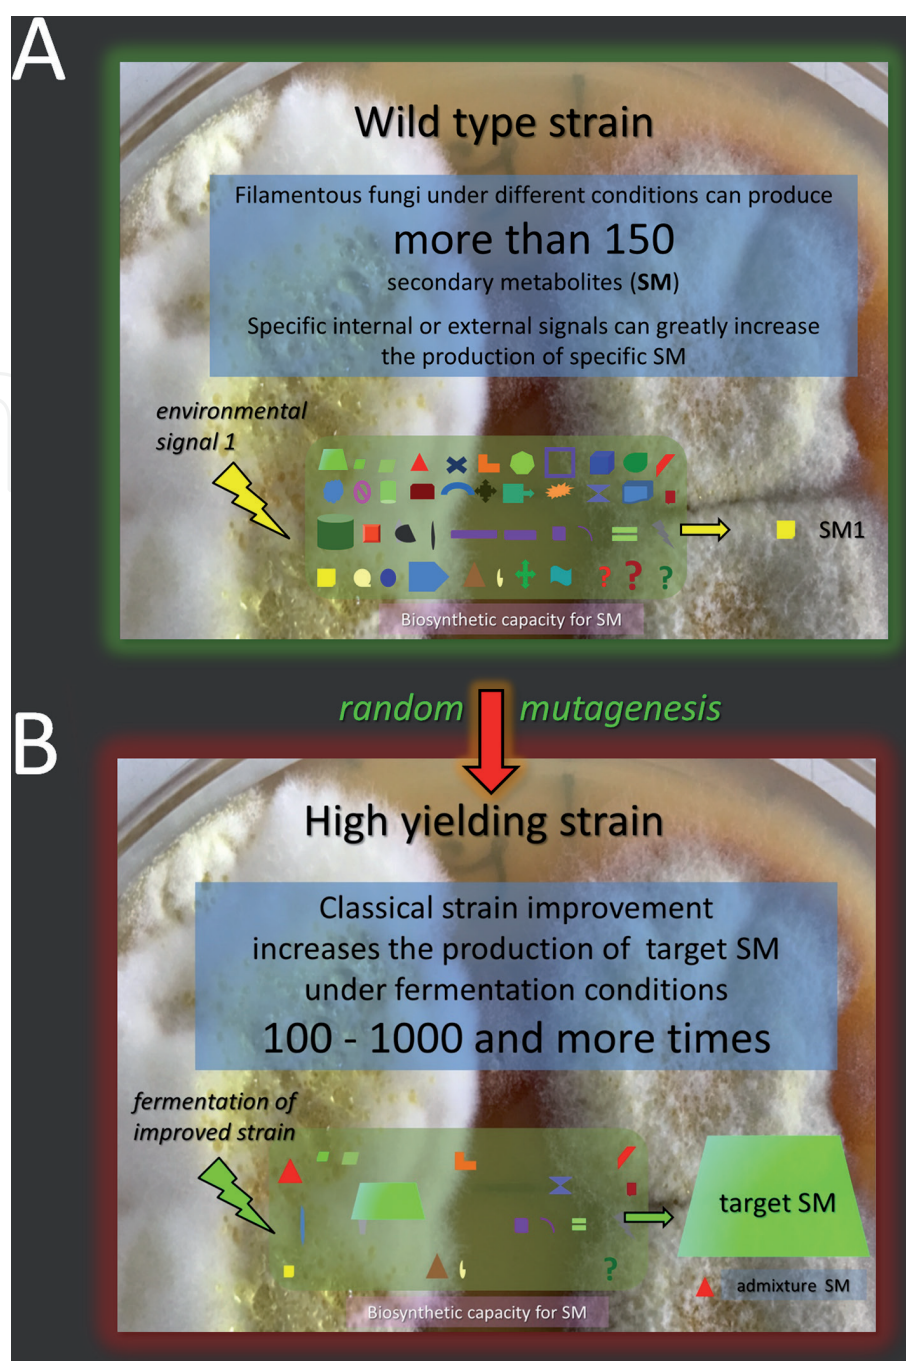 A
Wild type strain
Filamentous fungi under different conditions can produce
more than 150
secondary metabolites (SM)
Specific internal or external signals can greatly increase
the production of specific SM
environmental
signal 1
? ? ?
SM1
Biosynthetic capacity for SM
random mutagenesis
B
High yielding strain
Classical strain improvement
increases the production of target SM
under fermentation conditions
100 - 1000 and more times
fermentation of
improved strain
target SM
?
admixture SM
Biosynthetic capacity for SM